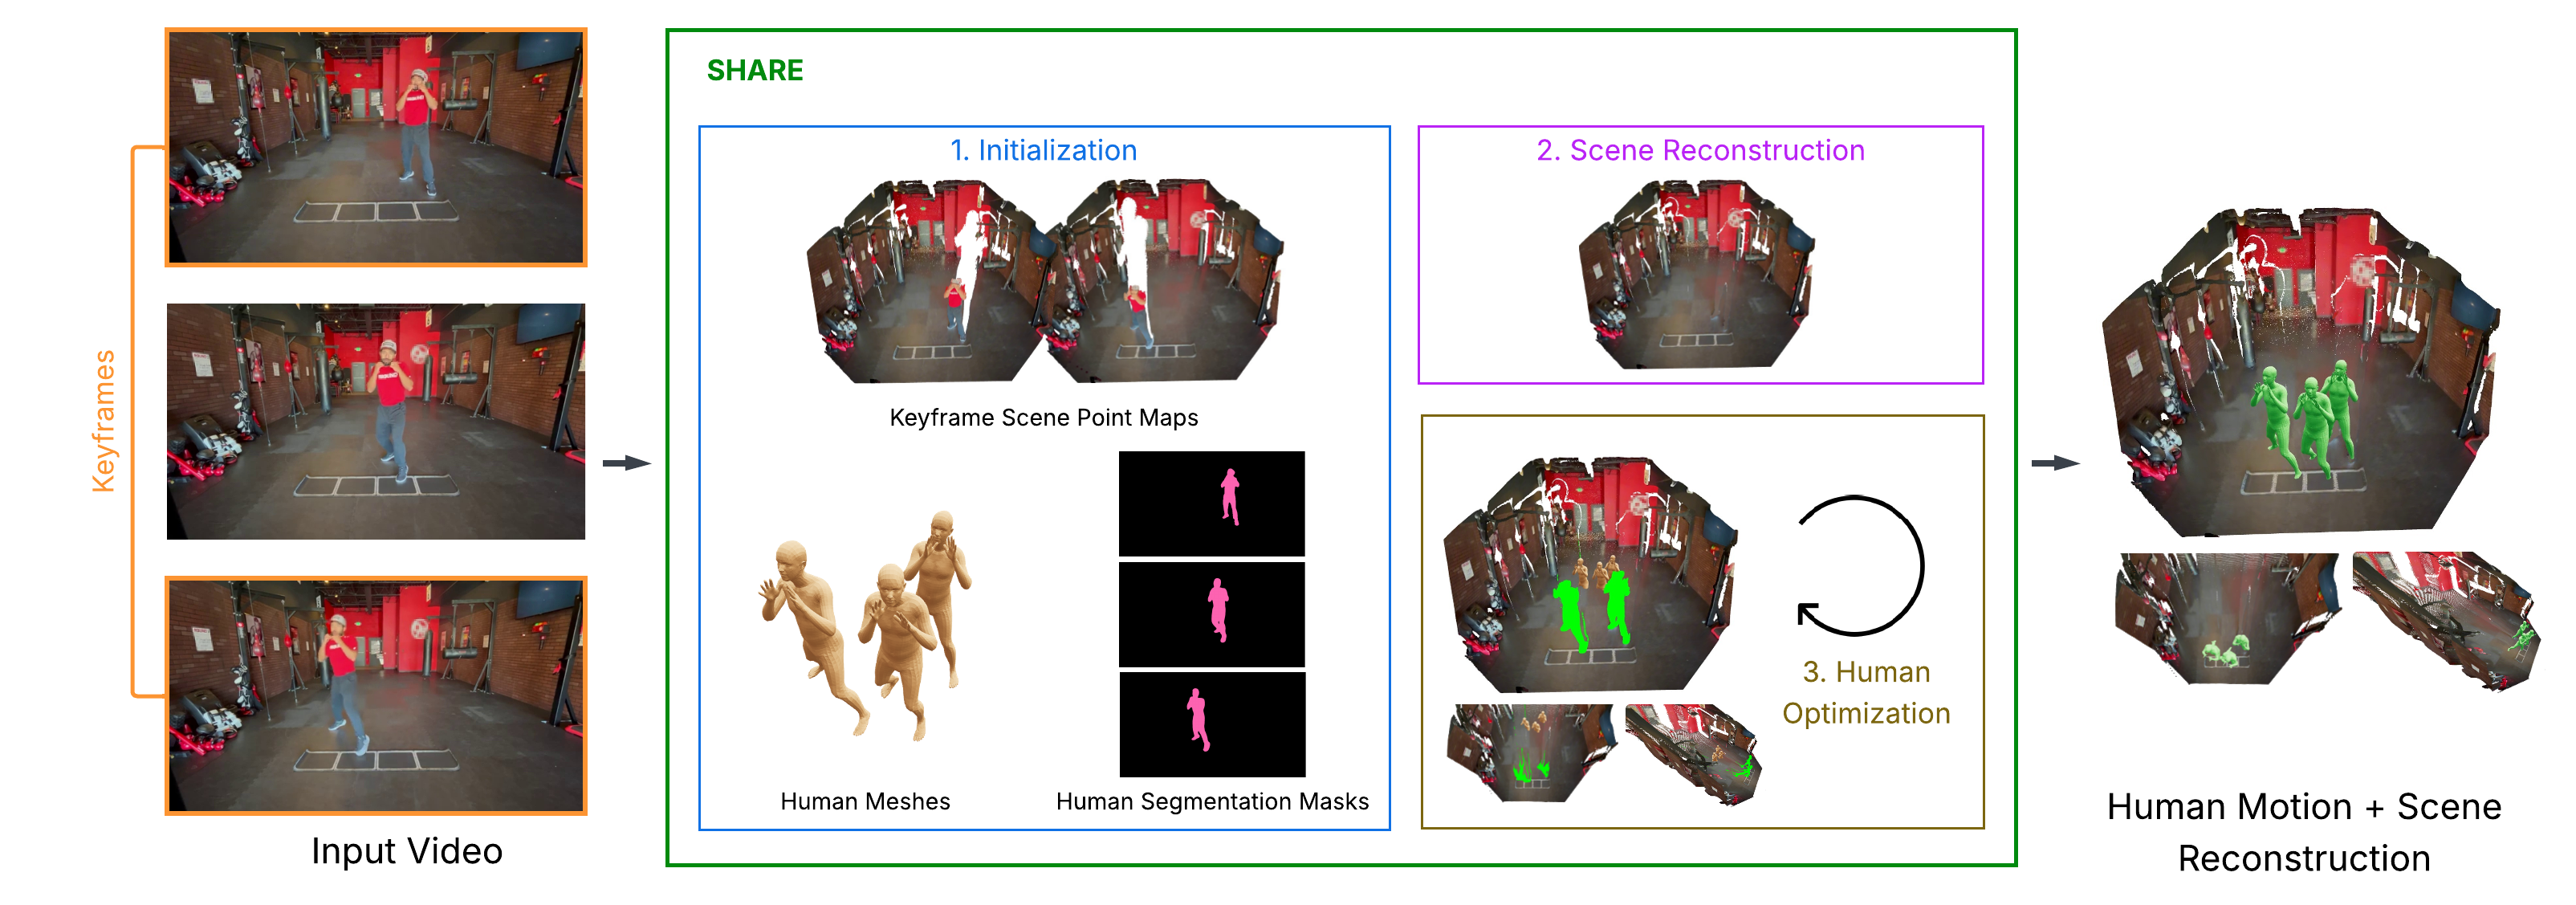 Keyframes
Input Video
SHARE
1. Initialization
Keyframe Scene Point Maps
Human Meshes
Human Segmentation Masks
2. Scene Reconstruction
3. Human
Optimization
Human Motion + Scene
Reconstruction